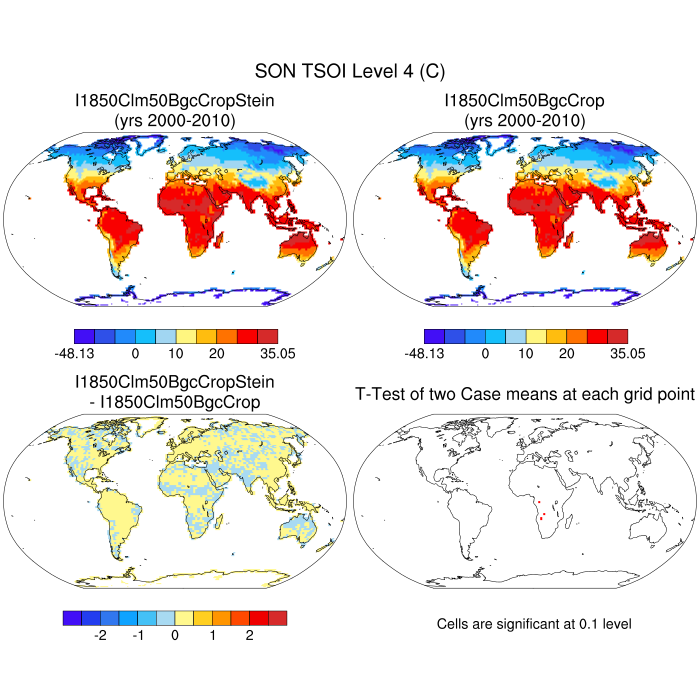 SON TSOI Level 4 (C)
I1850Clm50BgcCropStein
(yrs 2000-2010)
I1850Clm50BgcCrop
(yrs 2000-2010)
-48.13 0 10 20 35.05
-48.13 0 10 20 35.05
I1850Clm50BgcCropStein
- I1850Clm50BgcCrop
T-Test of two Case means at each grid point
-2 -1 0 1 2
Cells are significant at 0.1 level